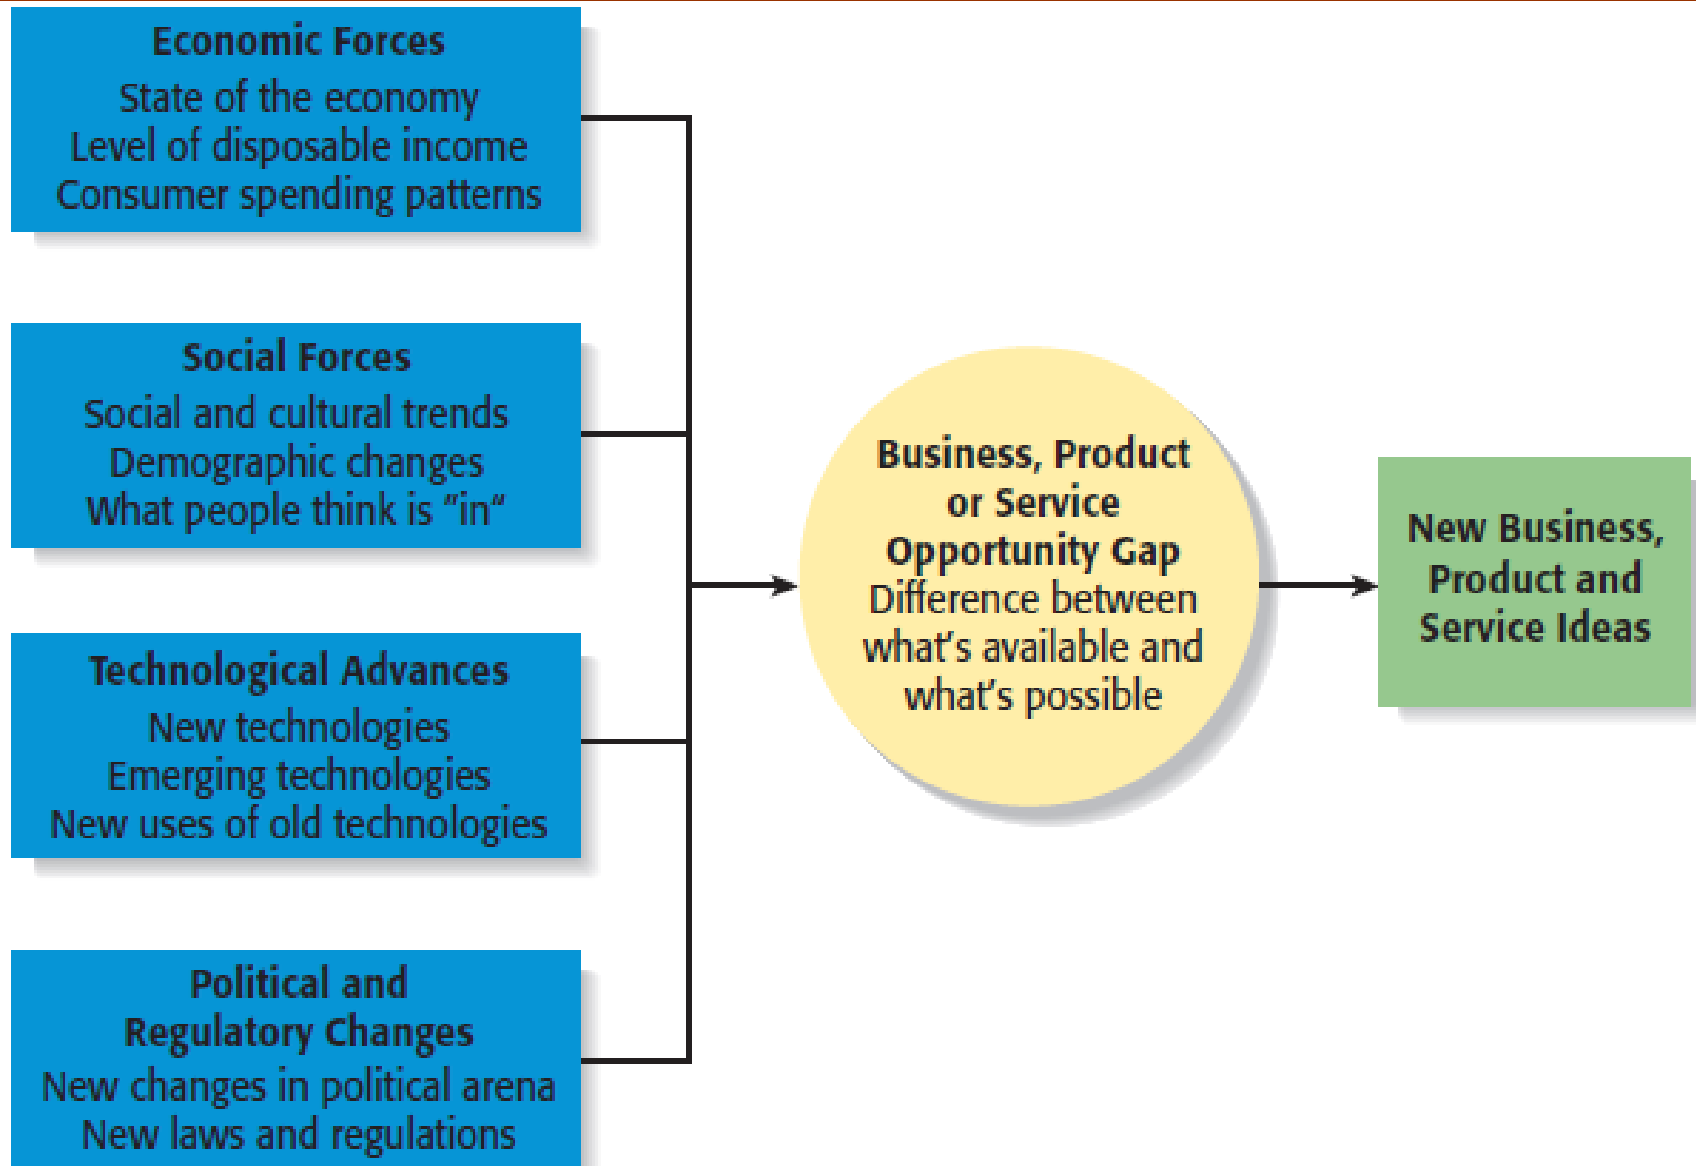 Economic Forces
State of the economy
Level of disposable income
Consumer spending patterns
Social Forces
Social and cultural trends
Demographic changes
What people think is “in“
Technological Advances
New technologies
Emerging technologies
New uses of old technologies
Political and
Regulatory Changes
New changes in political arena
New laws and regulations
Business, Product
or Service
Opportunity Gap
Difference between
what’s available and
what’s possible
New Business,
Product and
Service Ideas